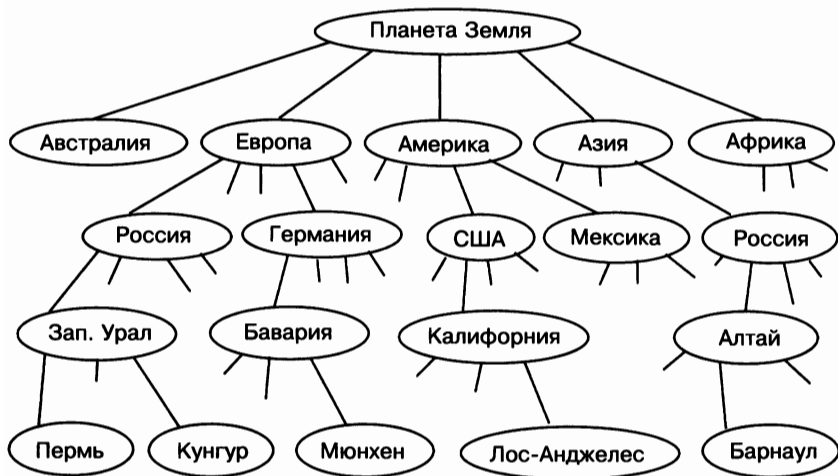 Планета Земля
Австралия
Европа
Америка
Азия
Африка
Россия
Германия
США
Мексика
Россия
Зап. Урал
Бавария
Калифорния
Алтай
Пермь
Кунгур
Мюнхен
Лос-Анджелес
Барнаул